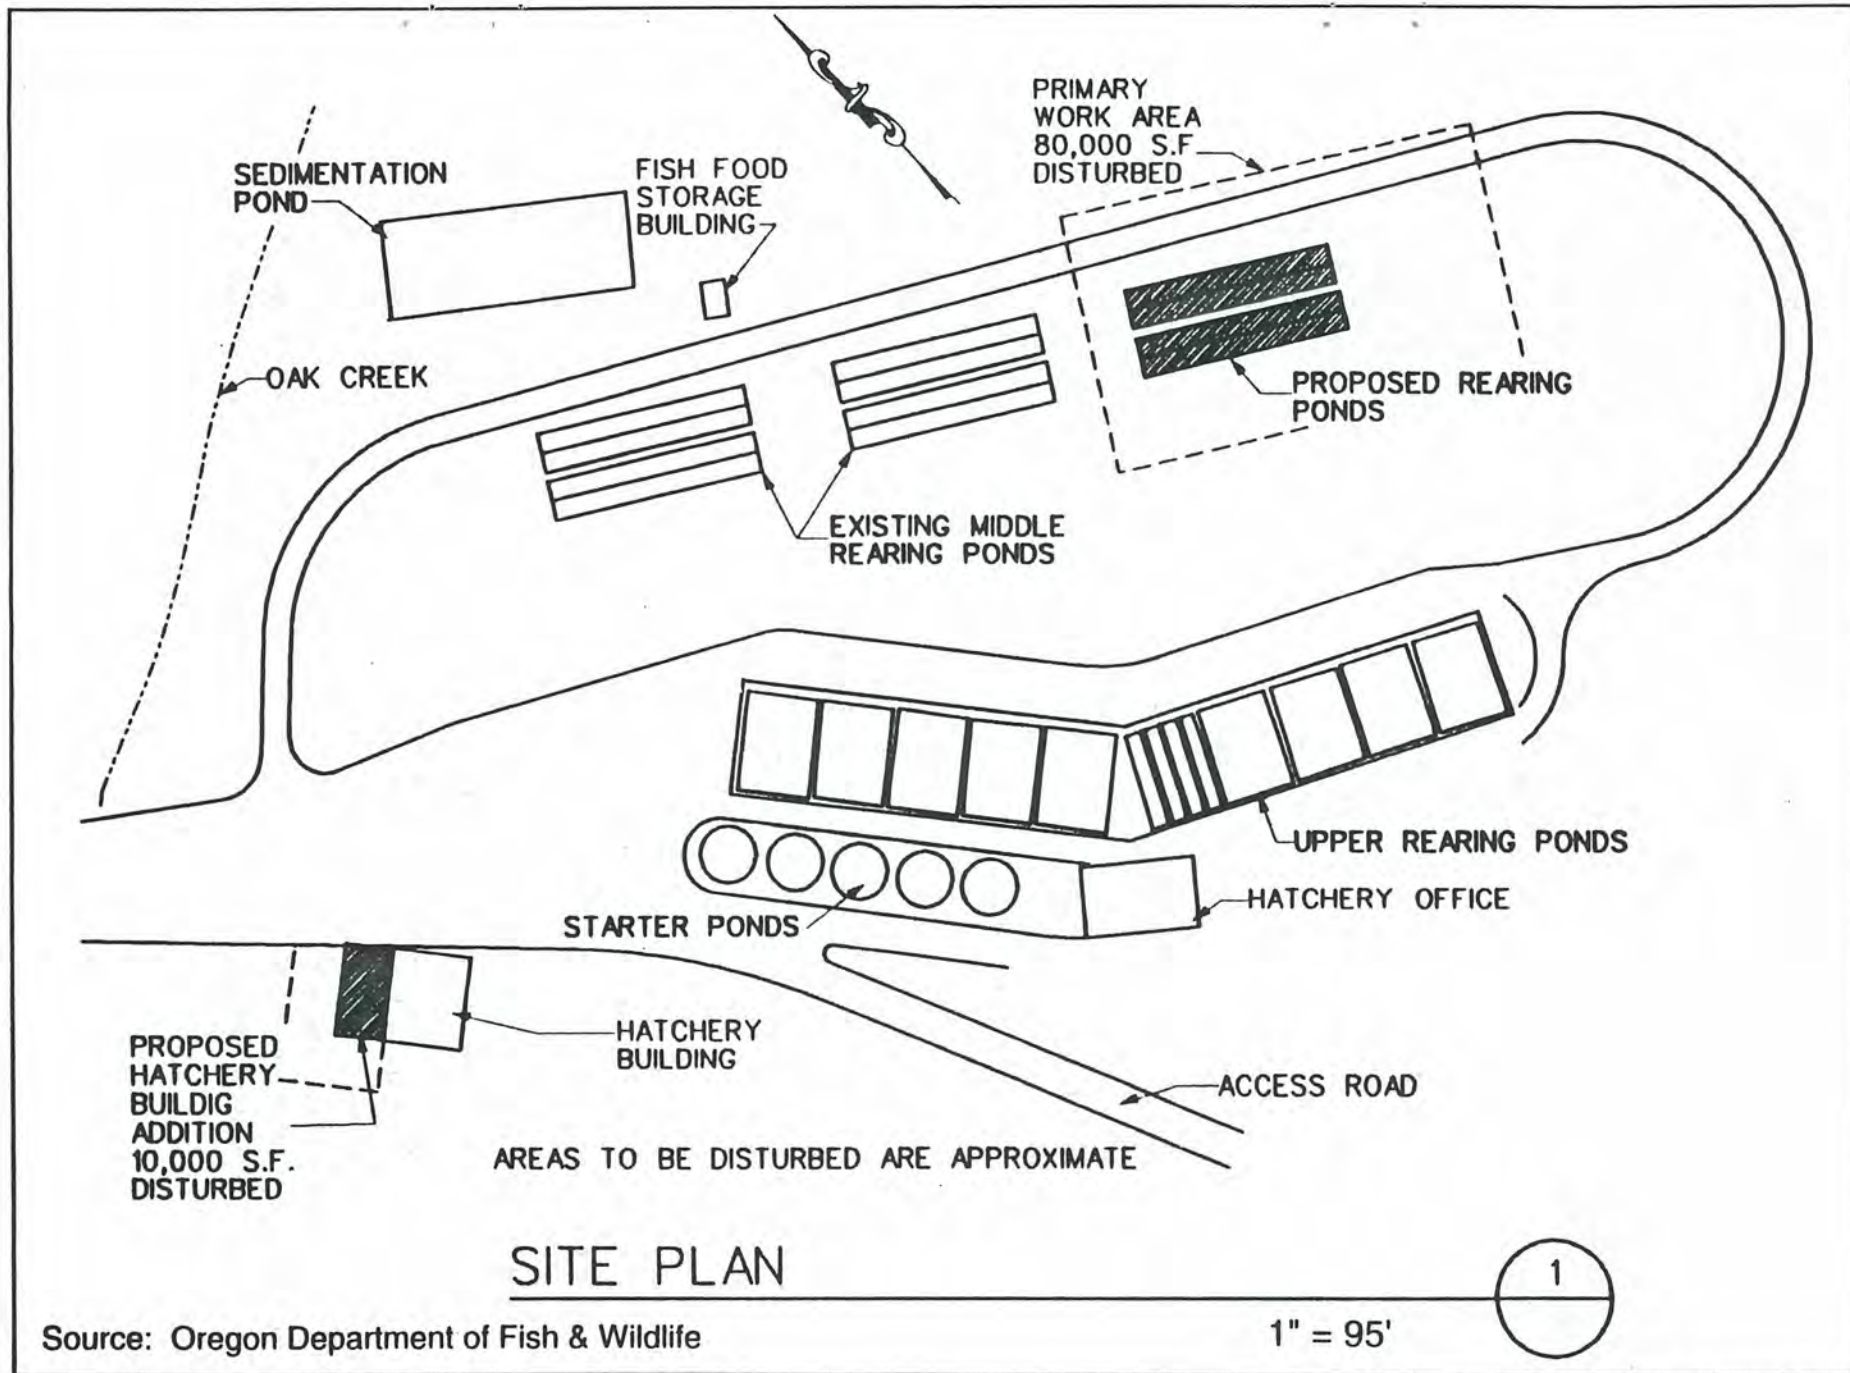 PRIMARY
WORK AREA
80,000 S.F.
DISTURBED
SEDIMENTATION
POND
FISH FOOD
STORAGE
BUILDING
OAK CREEK
PROPOSED REARING
PONDS
EXISTING MIDDLE
REARING PONDS
UPPER REARING PONDS
HATCHERY OFFICE
STARTER PONDS
HATCHERY
BUILDING
PROPOSED
HATCHERY
BUILDIG
ADDITION
10,000 S.F.
DISTURBED
ACCESS ROAD
AREAS TO BE DISTURBED ARE APPROXIMATE
SITE PLAN
1
Source: Oregon Department of Fish & Wildlife
1" = 95'